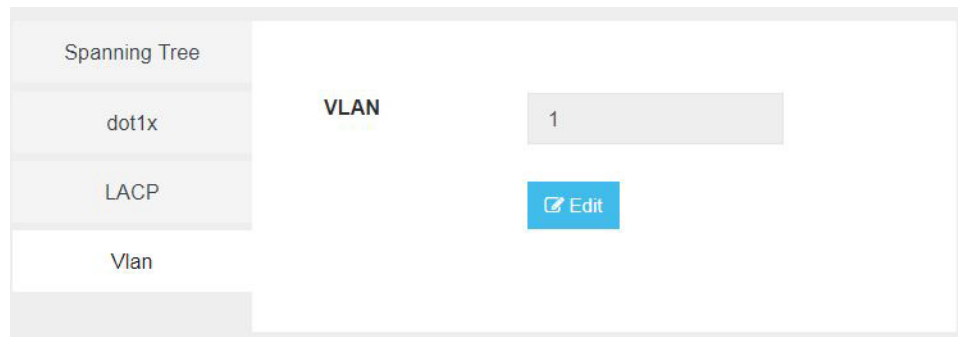 Spanning Tree
dot1x
LACP
Vlan
VLAN
1
Edit